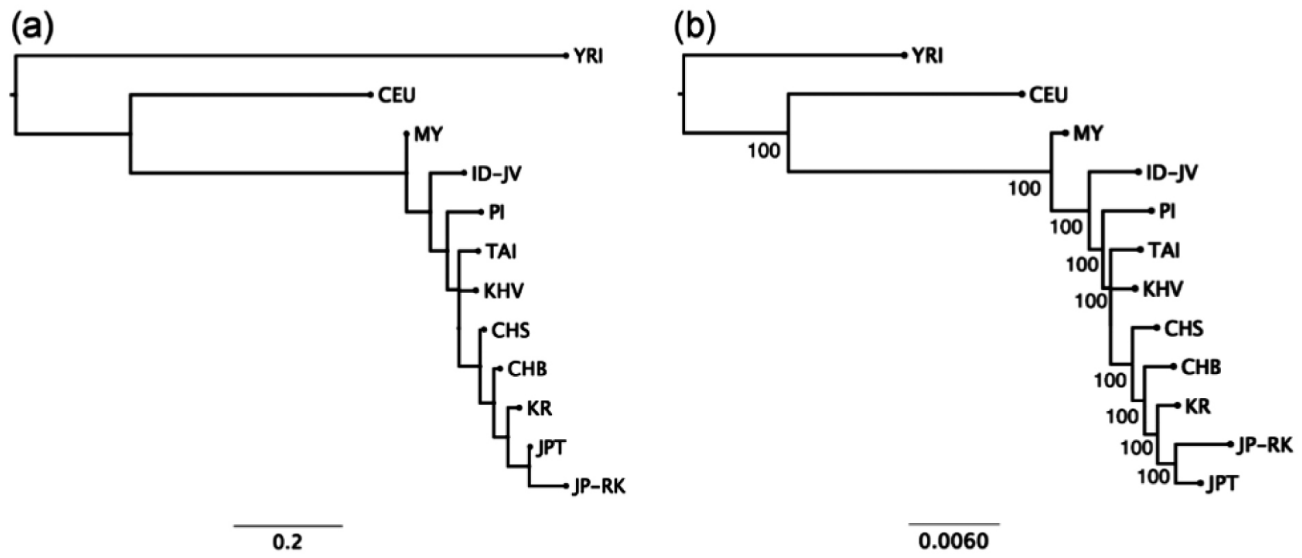 (a)
YRI
CEU
MY
ID-JV
PI
TAI
KHV
CHS
CHB
KR
JPT
JP-RK
0.2
(b)
YRI
CEU
100
MY
100
ID-JV
100
PI
100
TAI
100
KHV
CHS
100
CHB
100
KR
100
JP-RK
100
JPT
0.0060